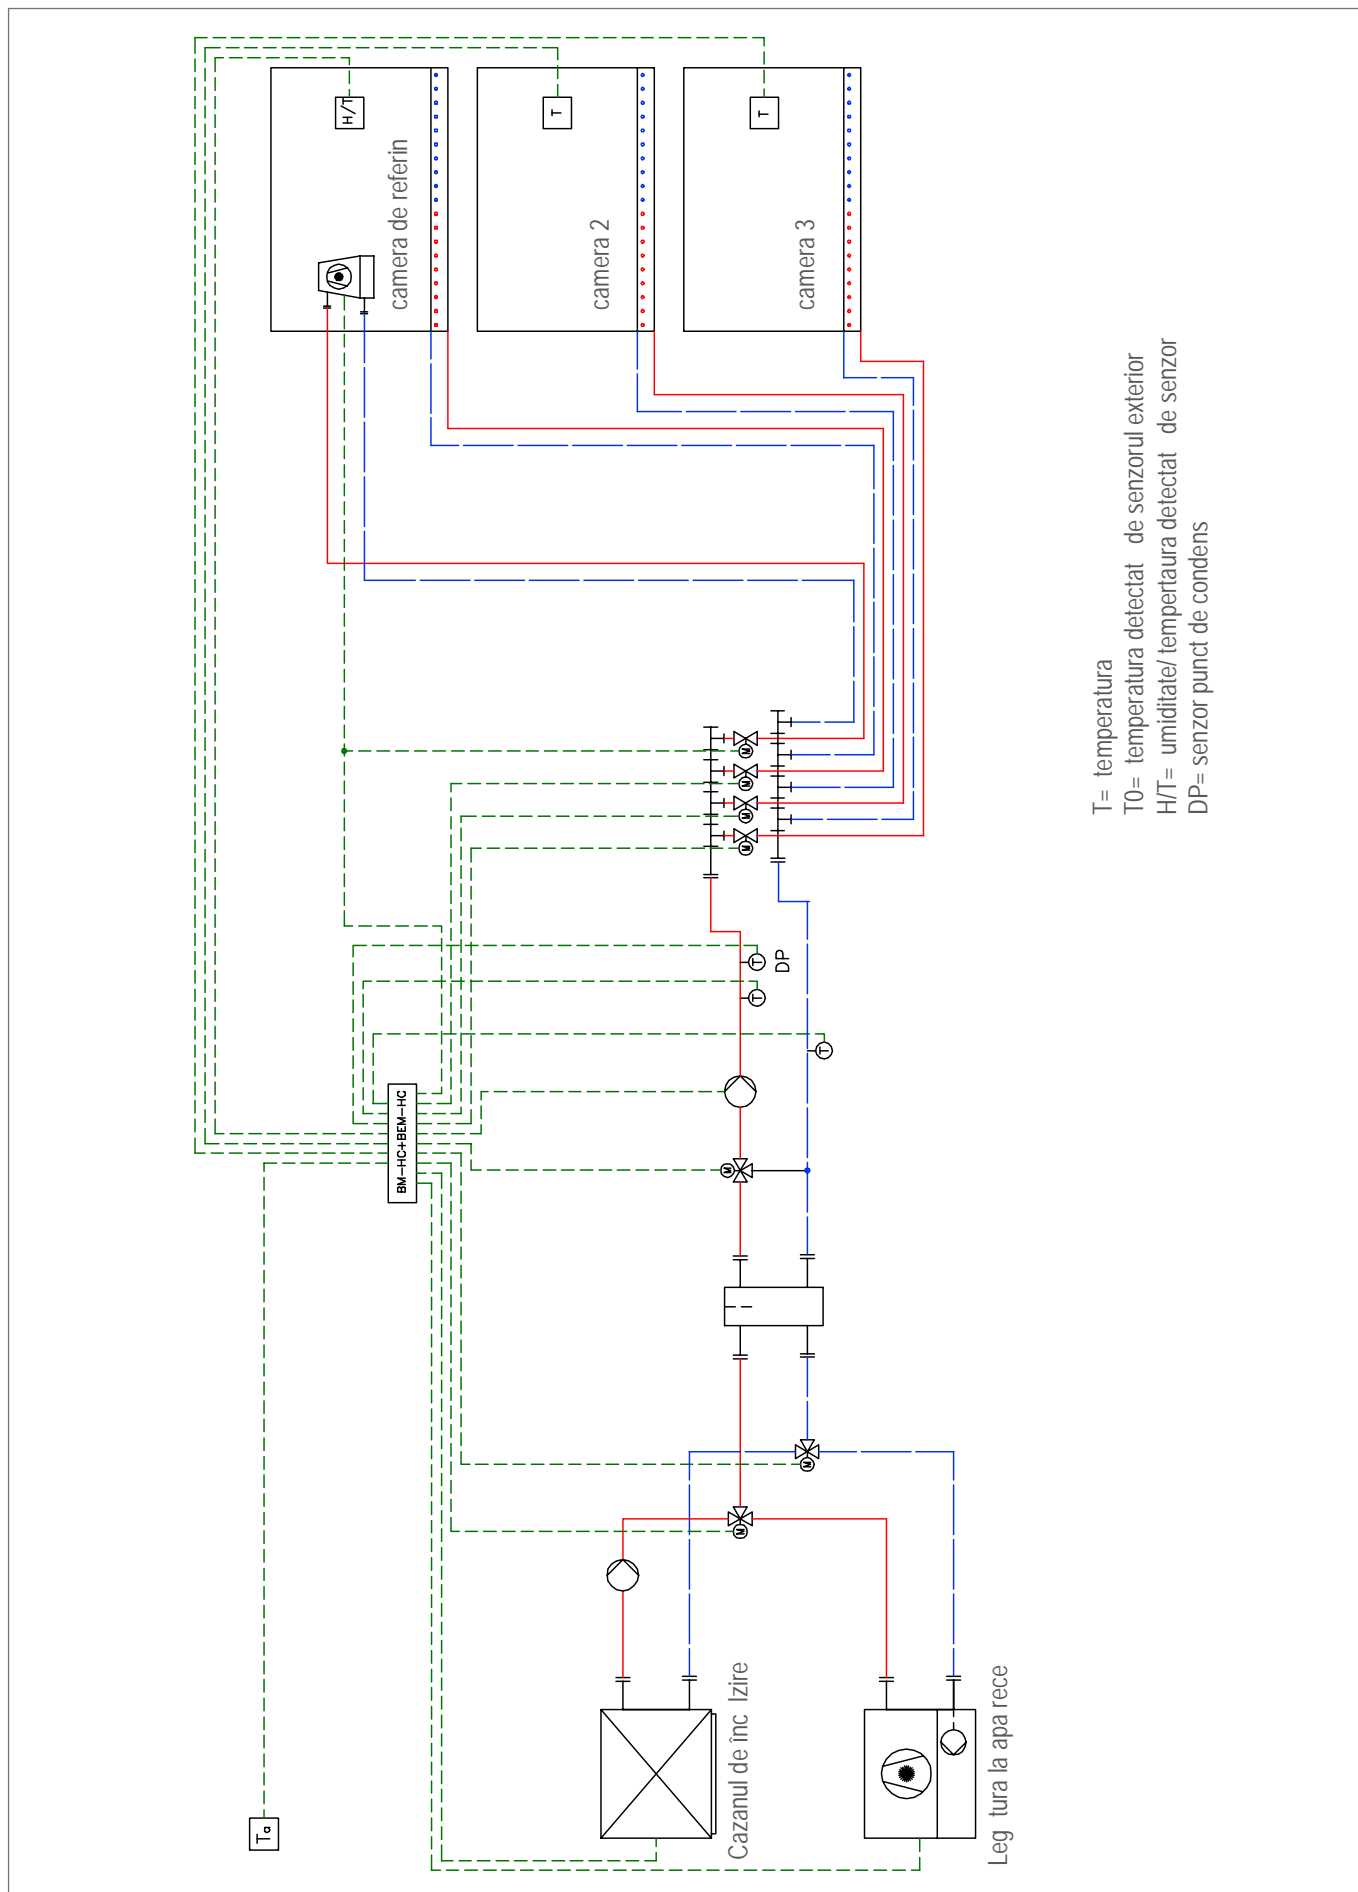 H/T
T
T
camera de referin
camera 2
camera 3
M
M
M
M
T
DP
T
T
BM-HC+BEM-HC
M
M
M
Ta
Cazanul de înc lzire
Leg tura la apa rece
T= temperatura
T0= temperatura detectat de senzorul exterior
H/T= umiditate/ tempertaura detectat de senzor
DP= senzor punct de condens